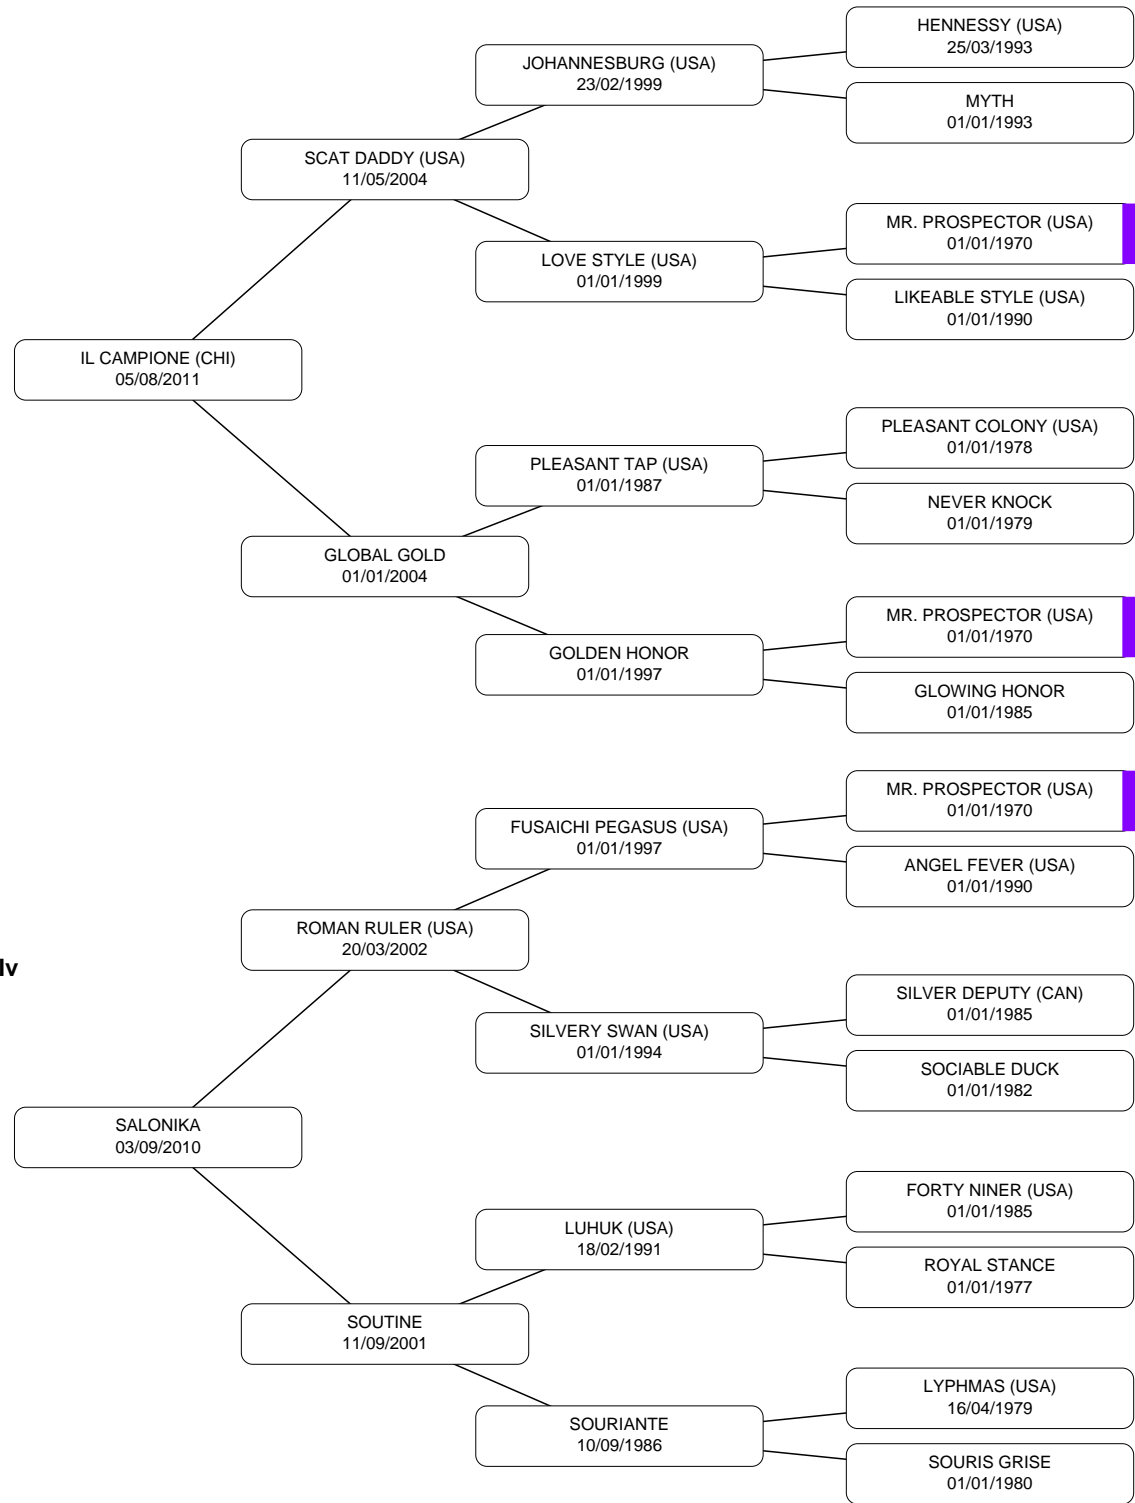 HENNESSY (USA)
25/03/1993
JOHANNESBURG (USA)
23/02/1999
MYTH
01/01/1993
SCAT DADDY (USA)
11/05/2004
MR. PROSPECTOR (USA)
01/01/1970
LOVE STYLE (USA)
01/01/1999
LIKEABLE STYLE (USA)
01/01/1990
IL CAMPIONE (CHI)
05/08/2011
PLEASANT COLONY (USA)
01/01/1978
PLEASANT TAP (USA)
01/01/1987
NEVER KNOCK
01/01/1979
GLOBAL GOLD
01/01/2004
MR. PROSPECTOR (USA)
01/01/1970
GOLDEN HONOR
01/01/1997
GLOWING HONOR
01/01/1985
MR. PROSPECTOR (USA)
01/01/1970
FUSAICHI PEGASUS (USA)
01/01/1997
ANGEL FEVER (USA)
01/01/1990
ROMAN RULER (USA)
20/03/2002
SILVER DEPUTY (CAN)
01/01/1985
SILVERY SWAN (USA)
01/01/1994
SOCIABLE DUCK
01/01/1982
SALONIKA
03/09/2010
FORTY NINER (USA)
01/01/1985
LUHUK (USA)
18/02/1991
ROYAL STANCE
01/01/1977
SOUTINE
11/09/2001
LYPHMAS (USA)
16/04/1979
SOURIANTE
10/09/1986
SOURIS GRISE
01/01/1980